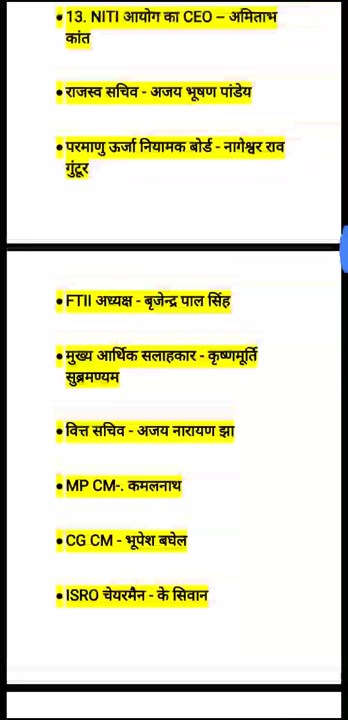 • 13. NITI आयोग का CEO – अमिताभ
कांत
• राजस्व सचिव - अजय भूषण पांडेय
• परमाणु ऊर्जा नियामक बोर्ड - नागेश्वर राव
गुंटूर
• FTII अध्यक्ष - बृजेन्द्र पाल सिंह
• मुख्य आर्थिक सलाहकार - कृष्णमूर्ति
सुब्रमण्यम
• वित्त सचिव - अजय नारायण झा
• MP CM-. कमलनाथ
• CG CM - भूपेश बघेल
• ISRO चेयरमैन - के सिवान